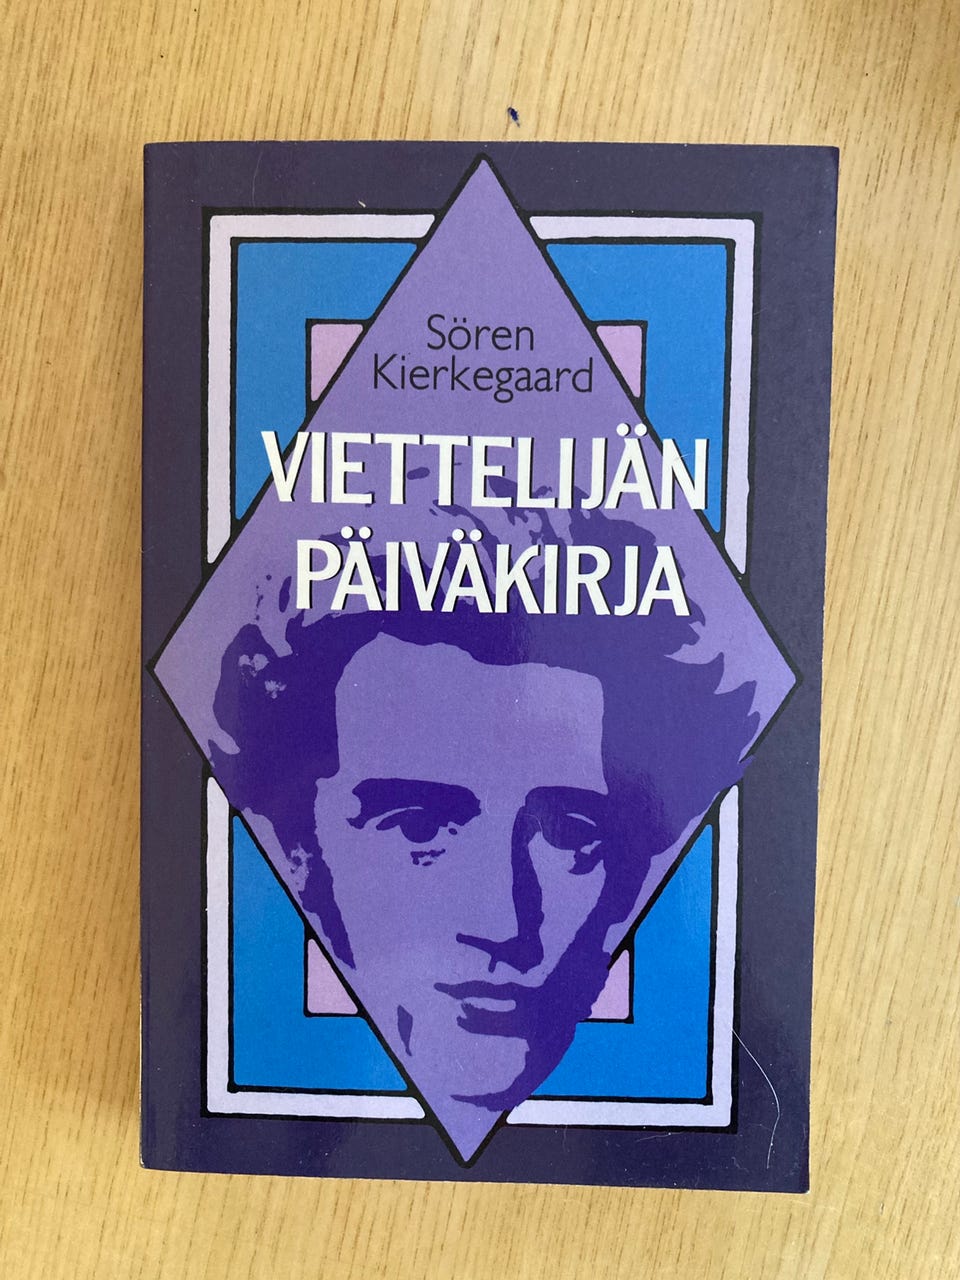 Sören
Kierkegaard
VIETTELIJÄN
PÄIVÄKIRJA